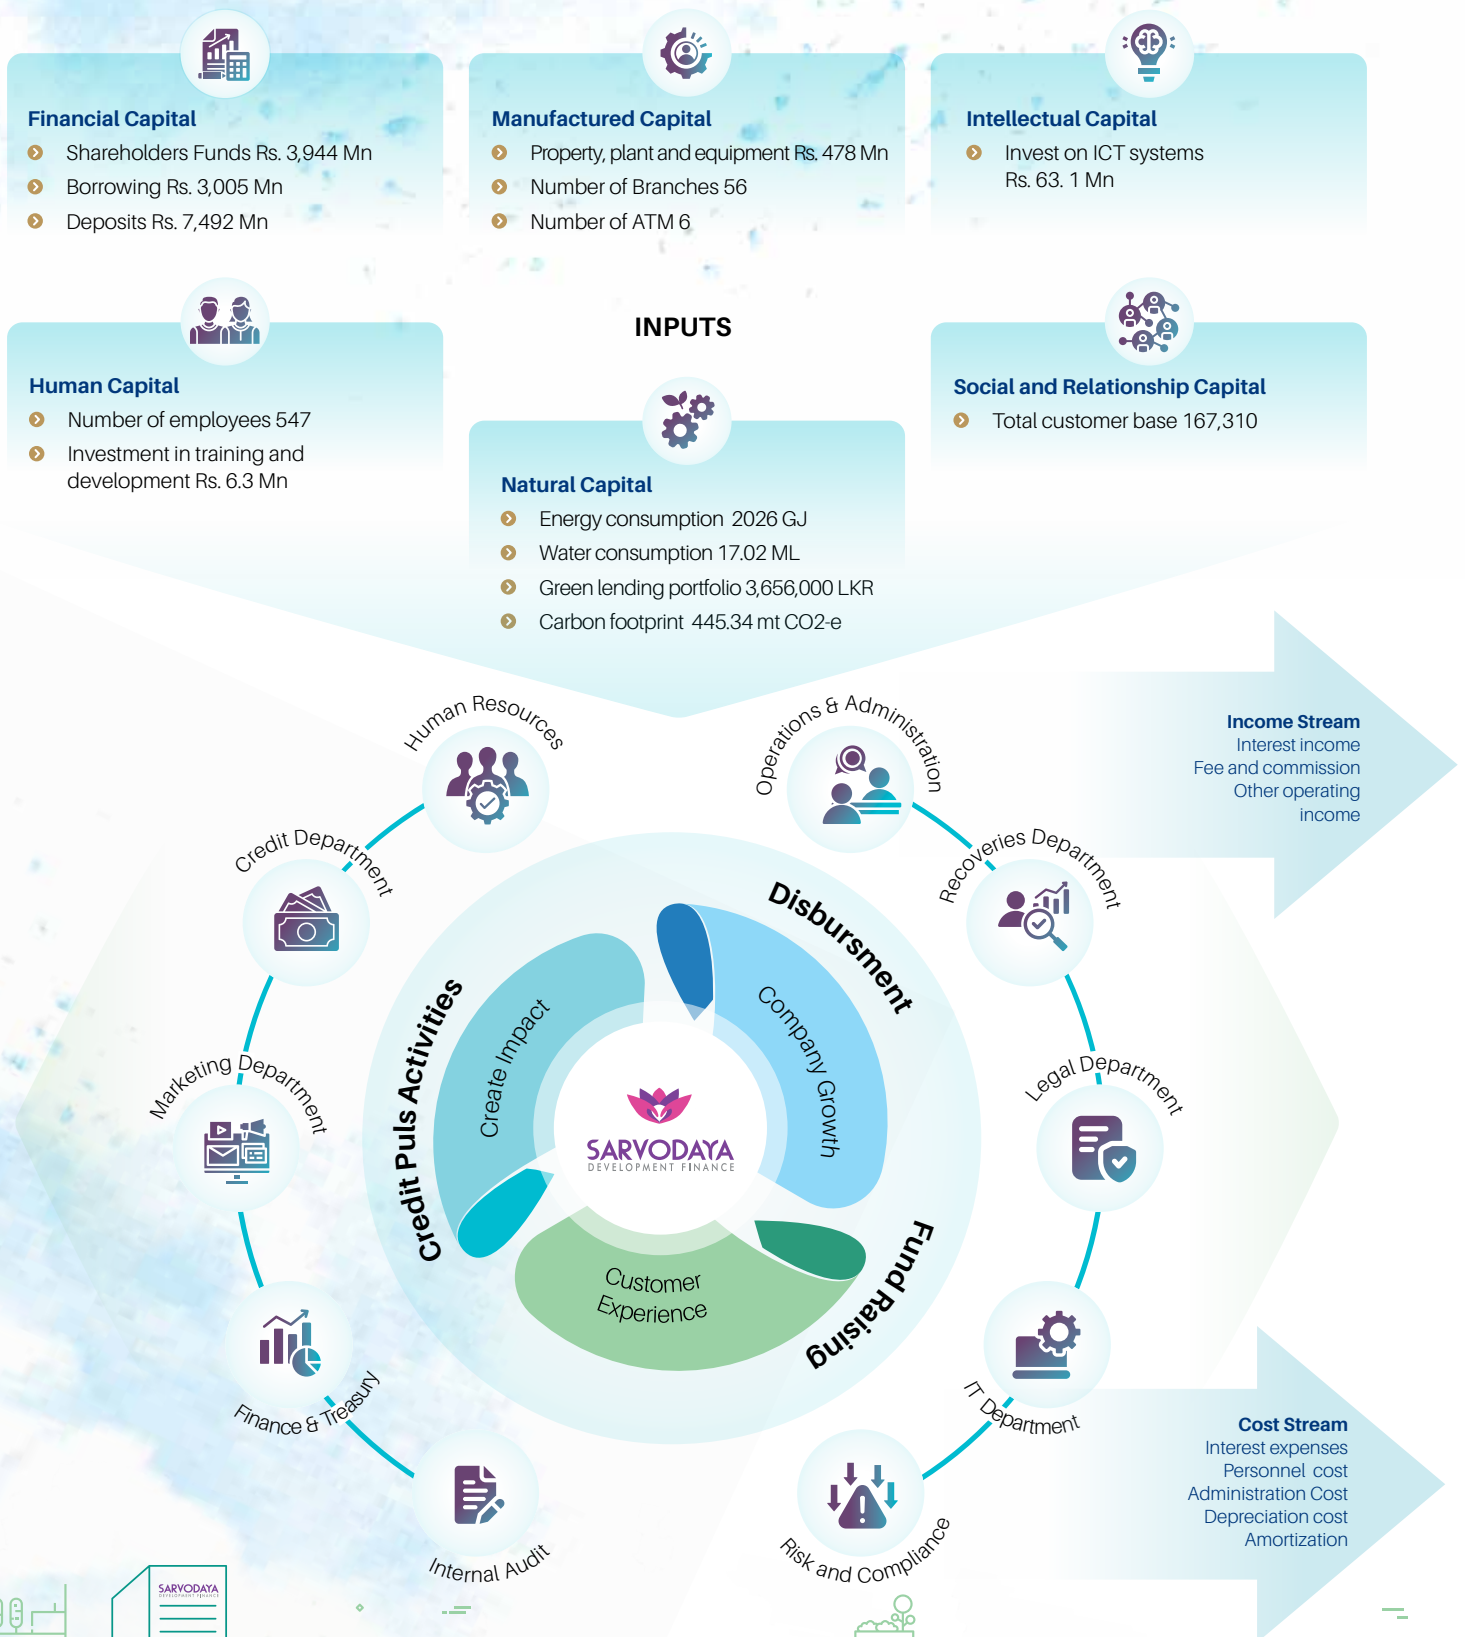 Financial Capital
Shareholders Funds Rs. 3,944 Mn
Borrowing Rs. 3,005 Mn
Deposits Rs. 7,492 Mn
Manufactured Capital
Property, plant and equipment Rs. 478 Mn
Number of Branches 56
Number of ATM 6
Intellectual Capital
Invest on ICT systems
Rs. 63. 1 Mn
Human Capital
Number of employees 547
Investment in training and
development Rs. 6.3 Mn
INPUTS
Social and Relationship Capital
Total customer base 167,310
Natural Capital
Energy consumption 2026 GJ
Water consumption 17.02 ML
Green lending portfolio 3,656,000 LKR
Carbon footprint 445.34 mt CO2-e
Income Stream
Interest income
Fee and commission
Other operating
income
Human Resources
Operations & Administration
Credit Department
Recoveries Department
Marketing Department
Legal Department
Finance & Treasury
IT Department
Internal Audit
Risk and Compliance
Disbursment
Credit Puls Activities
Fund Raising
Create Impact
Company Growth
Customer
Experience
SARVODAYA
DEVELOPMENT FINANCE
Cost Stream
Interest expenses
Personnel cost
Administration Cost
Depreciation cost
Amortization
SARVODAYA
DEVELOPMENT FINANCE